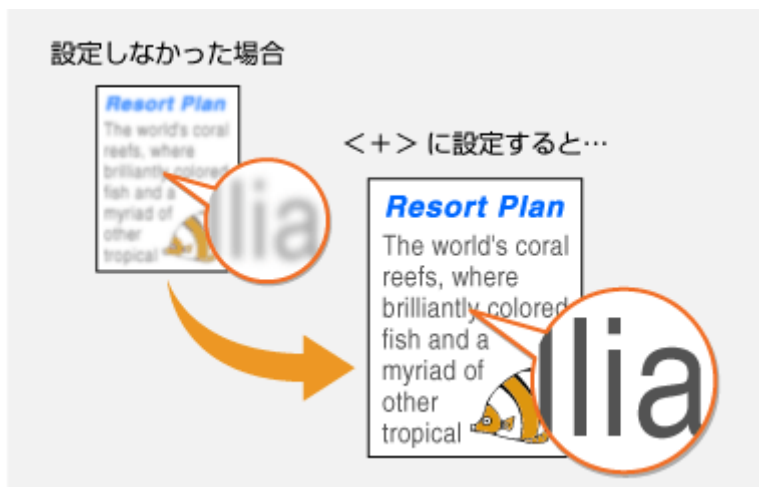 設定しなかった場合
Resort Plan
The world's coral
reefs, where
brilliantly colored
fish and a
myriad of
other
tropical
lia
<+> に設定すると…
Resort Plan
The world's coral
reefs, where
brilliantly colored
fish and a
myriad of
other
tropical
llia